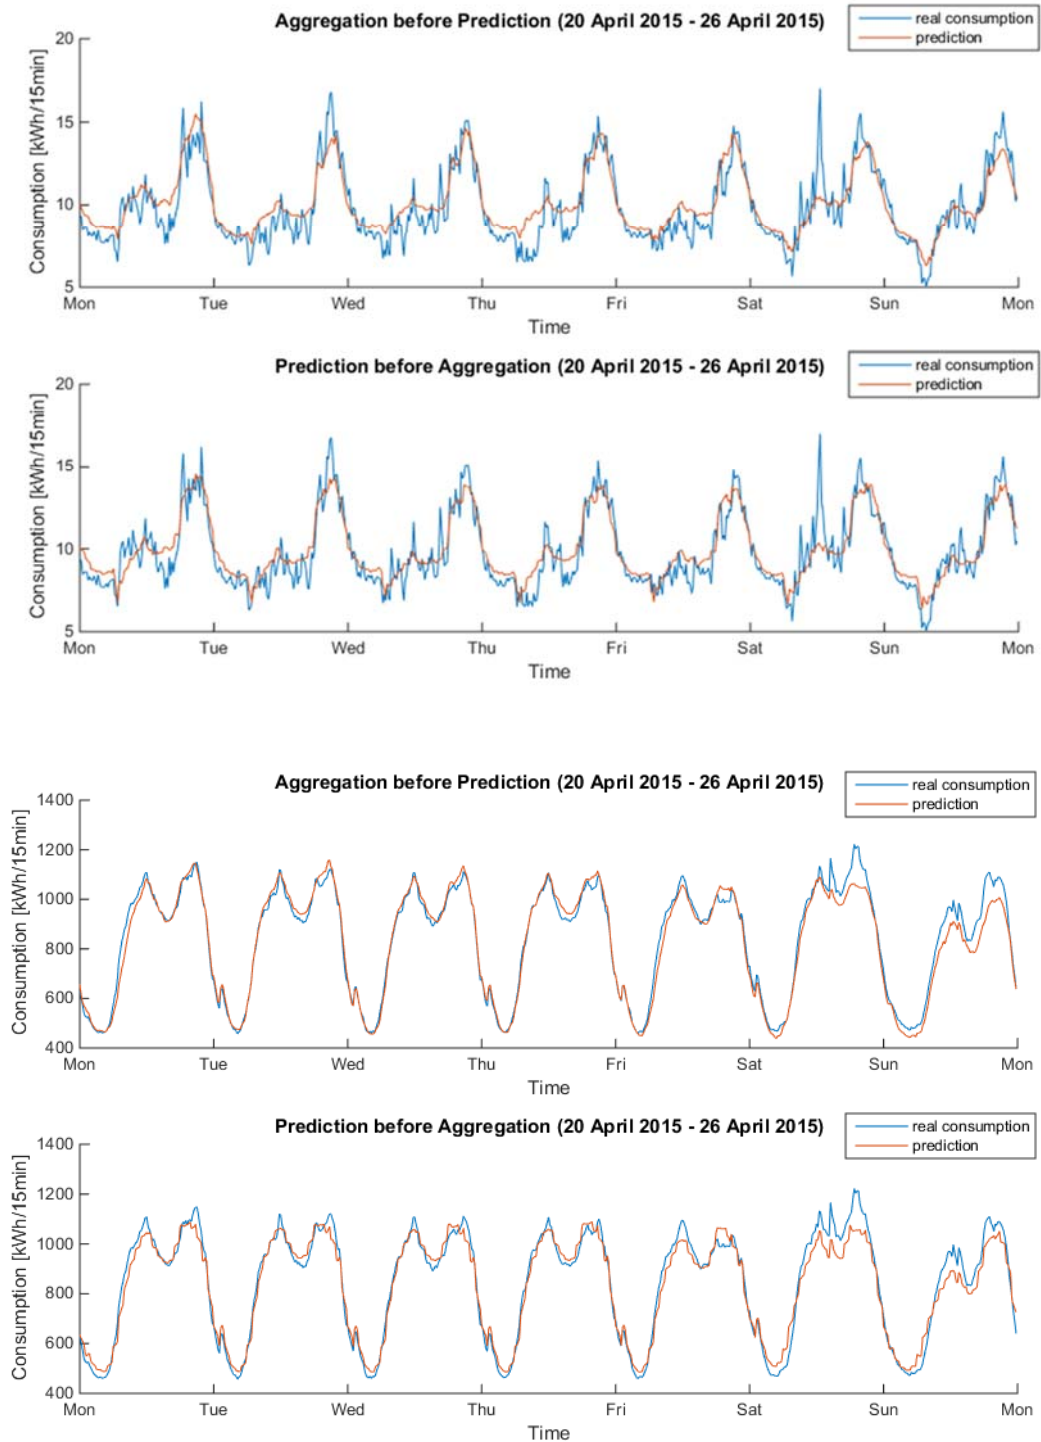 Aggregation before Prediction (20 April 2015 - 26 April 2015)
real consumption
prediction
Consumption [kWh/15min]
20
15
10
5
Mon Tue Wed Thu Fri Sat Sun Mon
Time
Prediction before Aggregation (20 April 2015 - 26 April 2015)
real consumption
prediction
Consumption [kWh/15min]
20
15
10
5
Mon Tue Wed Thu Fri Sat Sun Mon
Time
Aggregation before Prediction (20 April 2015 - 26 April 2015)
real consumption
prediction
Consumption [kWh/15min]
1400
1200
1000
800
600
400
Mon Tue Wed Thu Fri Sat Sun Mon
Time
Prediction before Aggregation (20 April 2015 - 26 April 2015)
real consumption
prediction
Consumption [kWh/15min]
1400
1200
1000
800
600
400
Mon Tue Wed Thu Fri Sat Sun Mon
Time